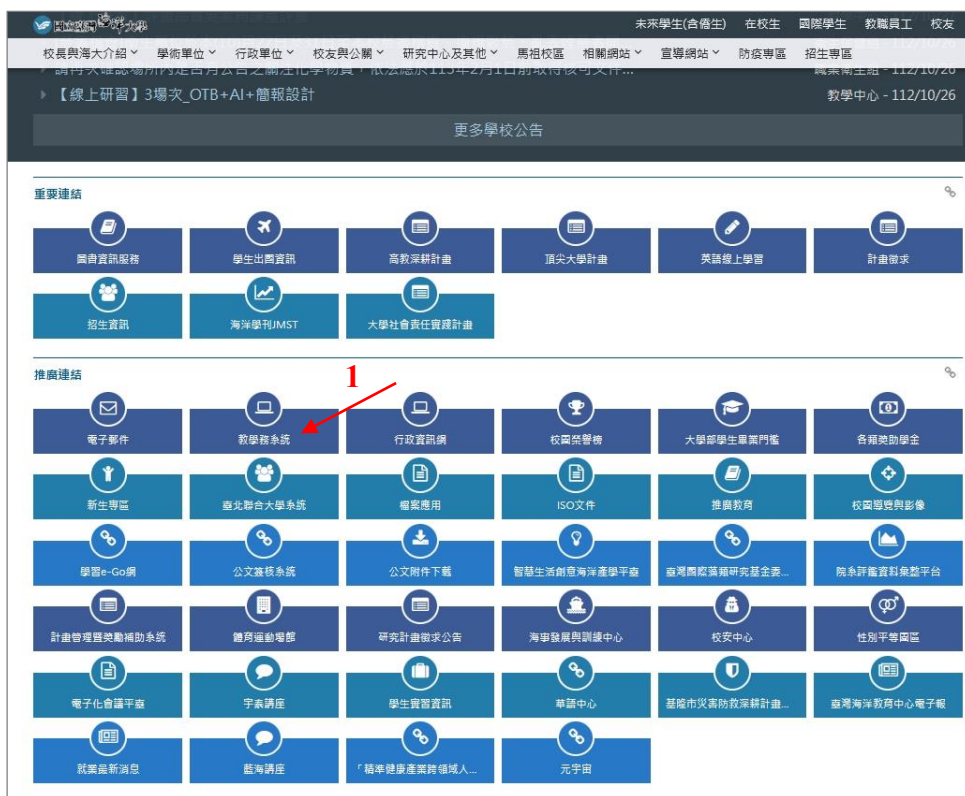 國立臺灣海洋大學
未來學生(含僑生) 在校生 國際學生 教職員工 校友
校長與海大介紹 學術單位 行政單位 校友與公關 研究中心及其他 馬祖校區 相關網站 宣導網站 防疫專區 招生專區
職業衛生組 - 112/10/26
【線上研習】3場次_OTB+AI+簡報設計 教學中心 - 112/10/26
更多學校公告
重要連結
圖書資訊服務 學生出國資訊 高教深耕計畫 頂尖大學計畫 英語線上學習 計畫徵求
招生資訊 海洋學刊JMST 大學社會責任實踐計畫
推廣連結
1
電子郵件 教學務系統 行政資訊網 校園榮譽榜 大學部學生畢業門檻 各類獎助學金
新生專區 臺北聯合大學系統 檔案應用 ISO文件 推廣教育 校園導覽與影像
學習e-Go網 公文簽核系統 公文附件下載 智慧生活創意海洋產學平臺 臺灣國際藻類研究基金委... 院系評鑑資料彙整平台
計畫管理暨獎勵補助系統 體育運動場館 研究計畫徵求公告 海事發展與訓練中心 校安中心 性別平等園區
電子化會議平臺 宇泰講座 學生實習資訊 華語中心 基隆市災害防救深耕計畫... 臺灣海洋教育中心電子報
就業最新消息 藍海講座 「精準健康產業跨領域人... 元宇宙